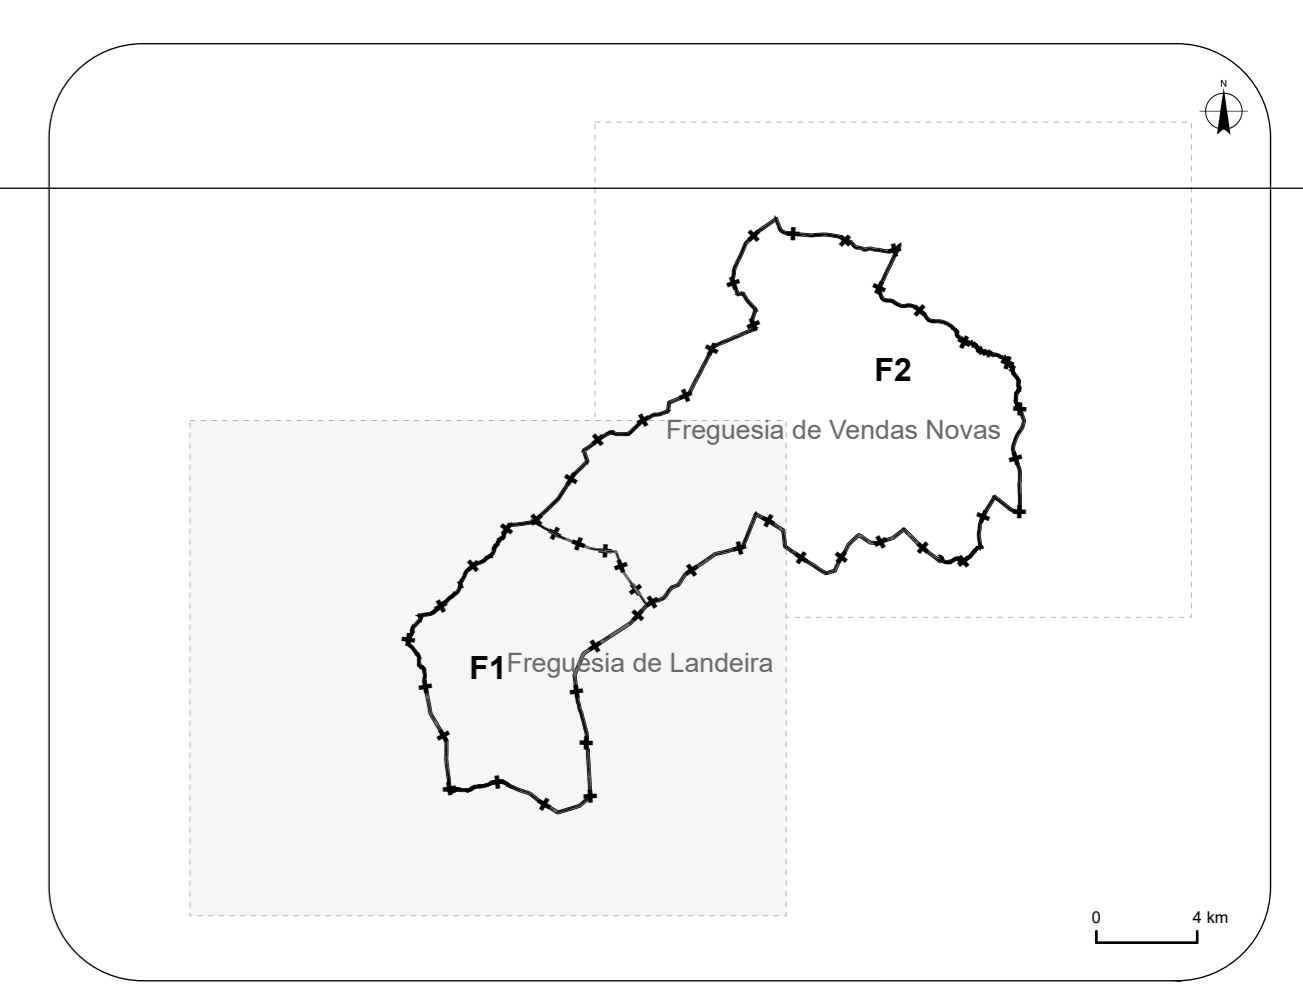 N
F2
Freguesia de Vendas Novas
F1
Freguesia de Landeira
0 4 km